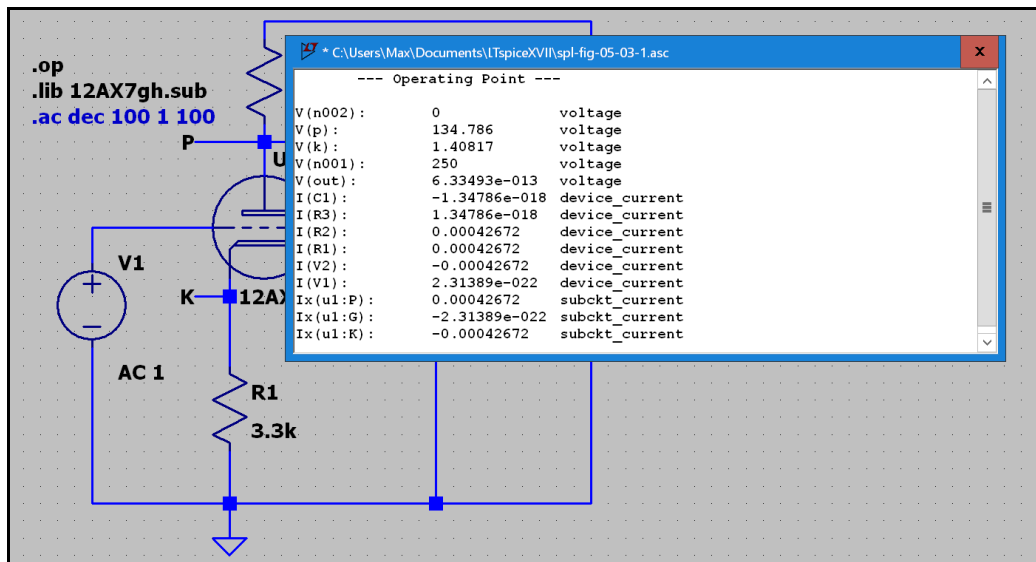 .op
.lib 12AX7gh.sub
.ac dec 100 1 100
P
U
V1
AC 1
K
12AX
R1
3.3k
* C:\Users\Max\Documents\LTspiceXVII\spl-fig-05-03-1.asc
x
--- Operating Point ---
V(n002): 0 voltage
V(p): 134.786 voltage
V(k): 1.40817 voltage
V(n001): 250 voltage
V(out): 6.33493e-013 voltage
I(C1): -1.34786e-018 device_current
I(R3): 1.34786e-018 device_current
I(R2): 0.00042672 device_current
I(R1): 0.00042672 device_current
I(V2): -0.00042672 device_current
I(V1): 2.31389e-022 device_current
Ix(u1:P): 0.00042672 subckt_current
Ix(u1:G): -2.31389e-022 subckt_current
Ix(u1:K): -0.00042672 subckt_current